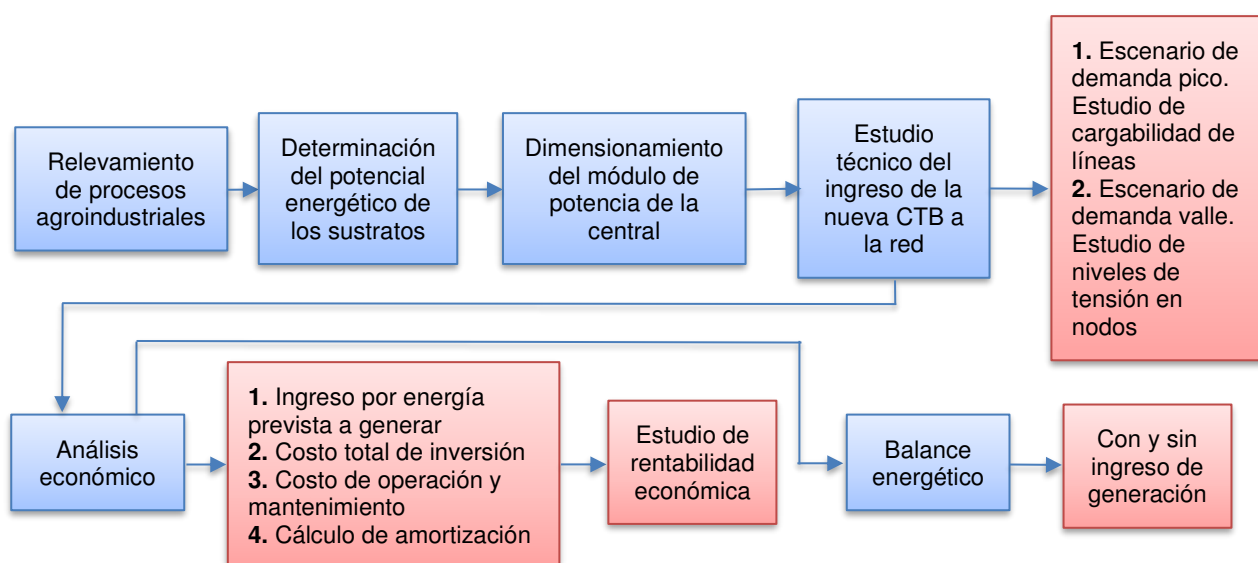 Relevamiento
de procesos
agroindustriales
Determinación
del potencial
energético de
los sustratos
Dimensionamiento
del módulo de
potencia de la
central
Estudio
técnico del
ingreso de la
nueva CTB a
la red
1. Escenario de
demanda pico.
Estudio de
cargabilidad de
líneas
2. Escenario de
demanda valle.
Estudio de
niveles de
tensión en
nodos
Análisis
económico
1. Ingreso por energía
prevista a generar
2. Costo total de inversión
3. Costo de operación y
mantenimiento
4. Cálculo de amortización
Estudio de
rentabilidad
económica
Balance
energético
Con y sin
ingreso de
generación